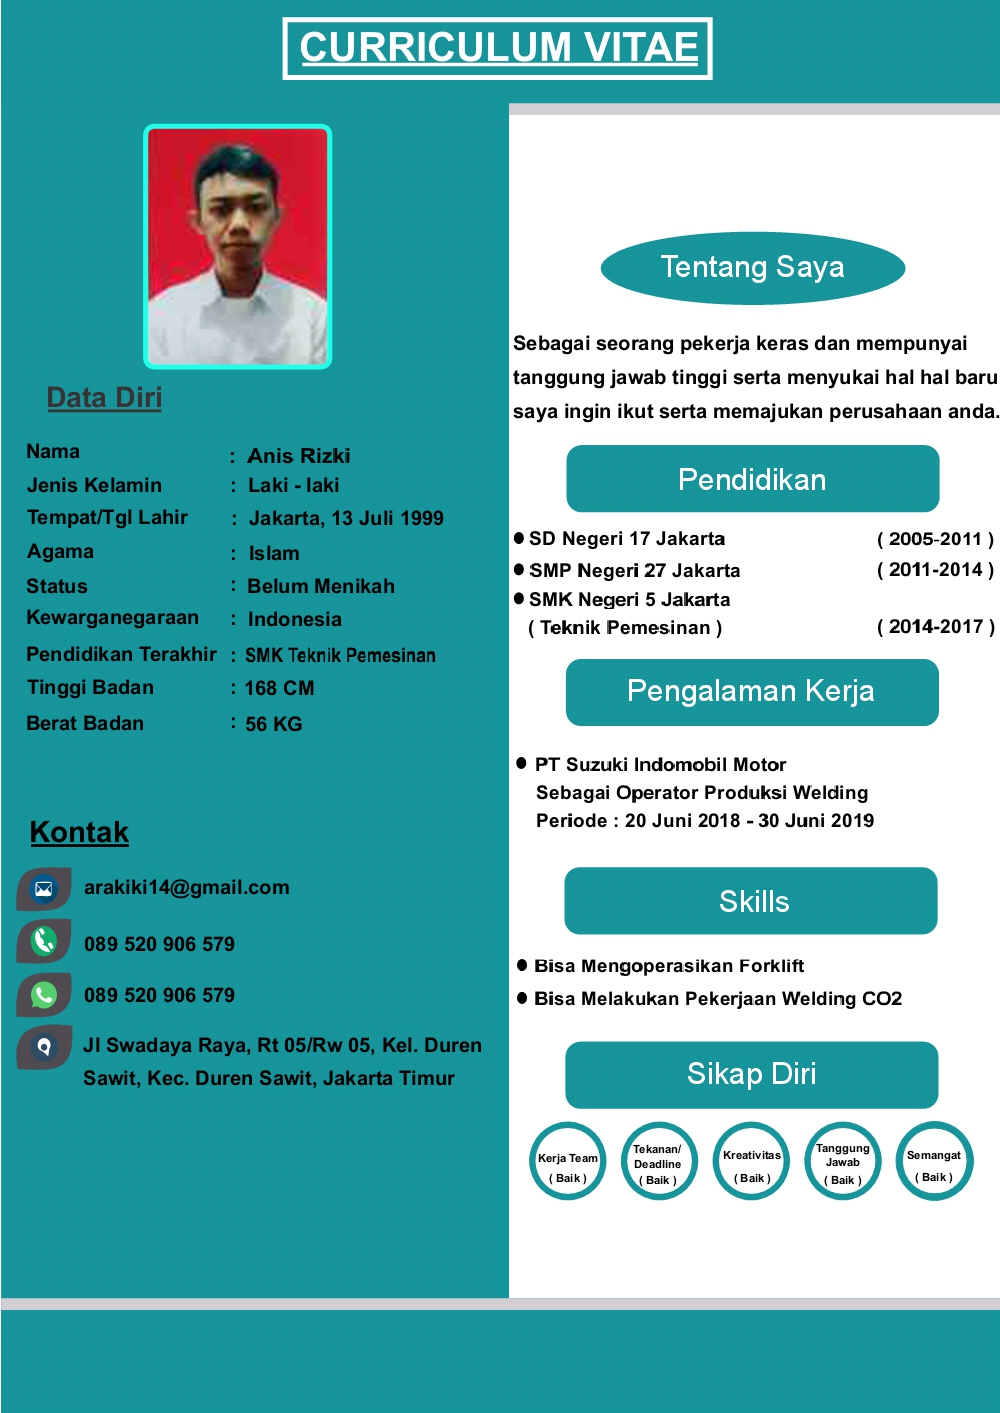 CURRICULUM VITAE
Data Diri
Nama : Anis Rizki
Jenis Kelamin : Laki - laki
Tempat/Tgl Lahir : Jakarta, 13 Juli 1999
Agama : Islam
Status : Belum Menikah
Kewarganegaraan : Indonesia
Pendidikan Terakhir : SMK Teknik Pemesinan
Tinggi Badan : 168 CM
Berat Badan : 56 KG
Kontak
arakiki14@gmail.com
089 520 906 579
089 520 906 579
Jl Swadaya Raya, Rt 05/Rw 05, Kel. Duren
Sawit, Kec. Duren Sawit, Jakarta Timur
Tentang Saya
Sebagai seorang pekerja keras dan mempunyai
tanggung jawab tinggi serta menyukai hal hal baru
saya ingin ikut serta memajukan perusahaan anda.
Pendidikan
SD Negeri 17 Jakarta ( 2005-2011 )
SMP Negeri 27 Jakarta ( 2011-2014 )
SMK Negeri 5 Jakarta
( Teknik Pemesinan ) ( 2014-2017 )
Pengalaman Kerja
PT Suzuki Indomobil Motor
Sebagai Operator Produksi Welding
Periode : 20 Juni 2018 - 30 Juni 2019
Skills
Bisa Mengoperasikan Forklift
Bisa Melakukan Pekerjaan Welding CO2
Sikap Diri
Kerja Team
( Baik )
Tekanan/
Deadline
( Baik )
Kreativitas
( Baik )
Tanggung
Jawab
( Baik )
Semangat
( Baik )